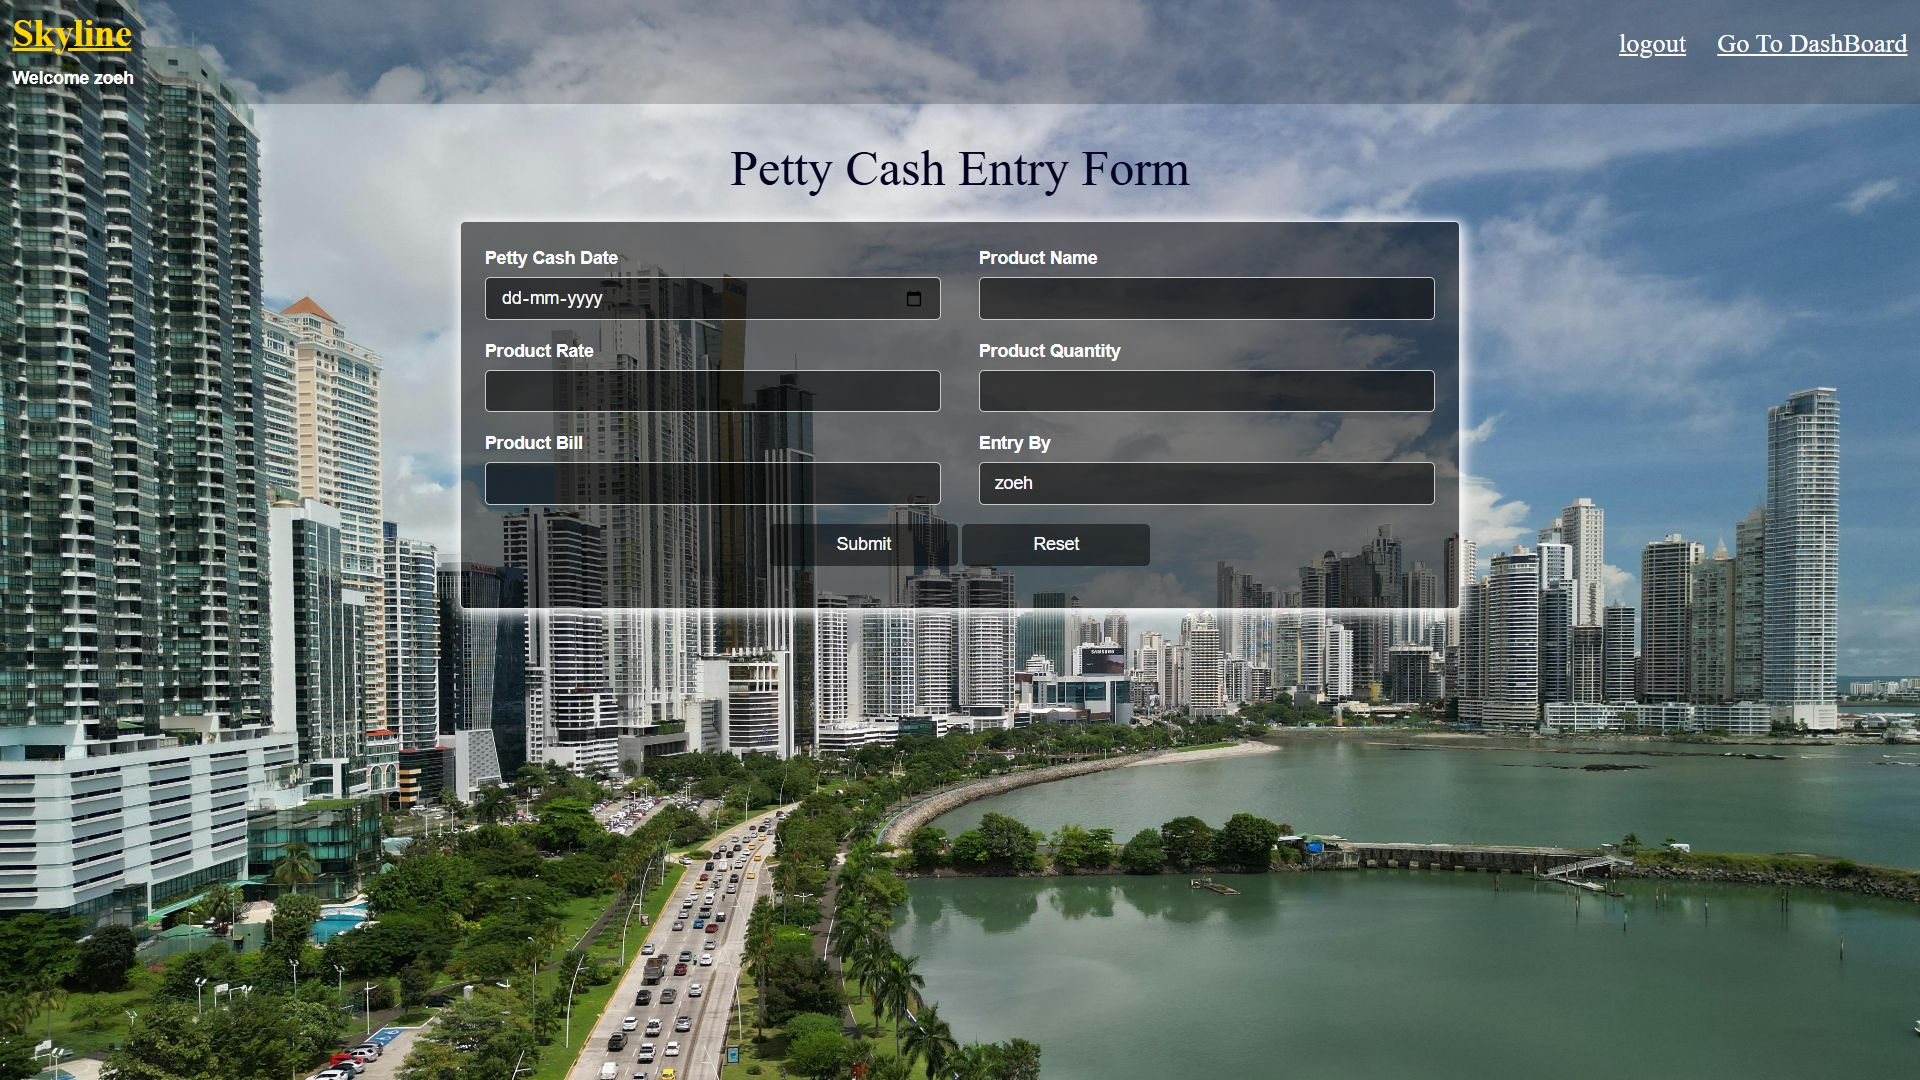 Skyline
Welcome zoeh
logout Go To DashBoard
Petty Cash Entry Form
Petty Cash Date Product Name
dd-mm-yyyy
Product Rate Product Quantity
Product Bill Entry By
zoeh
Submit Reset
SAMSUNG